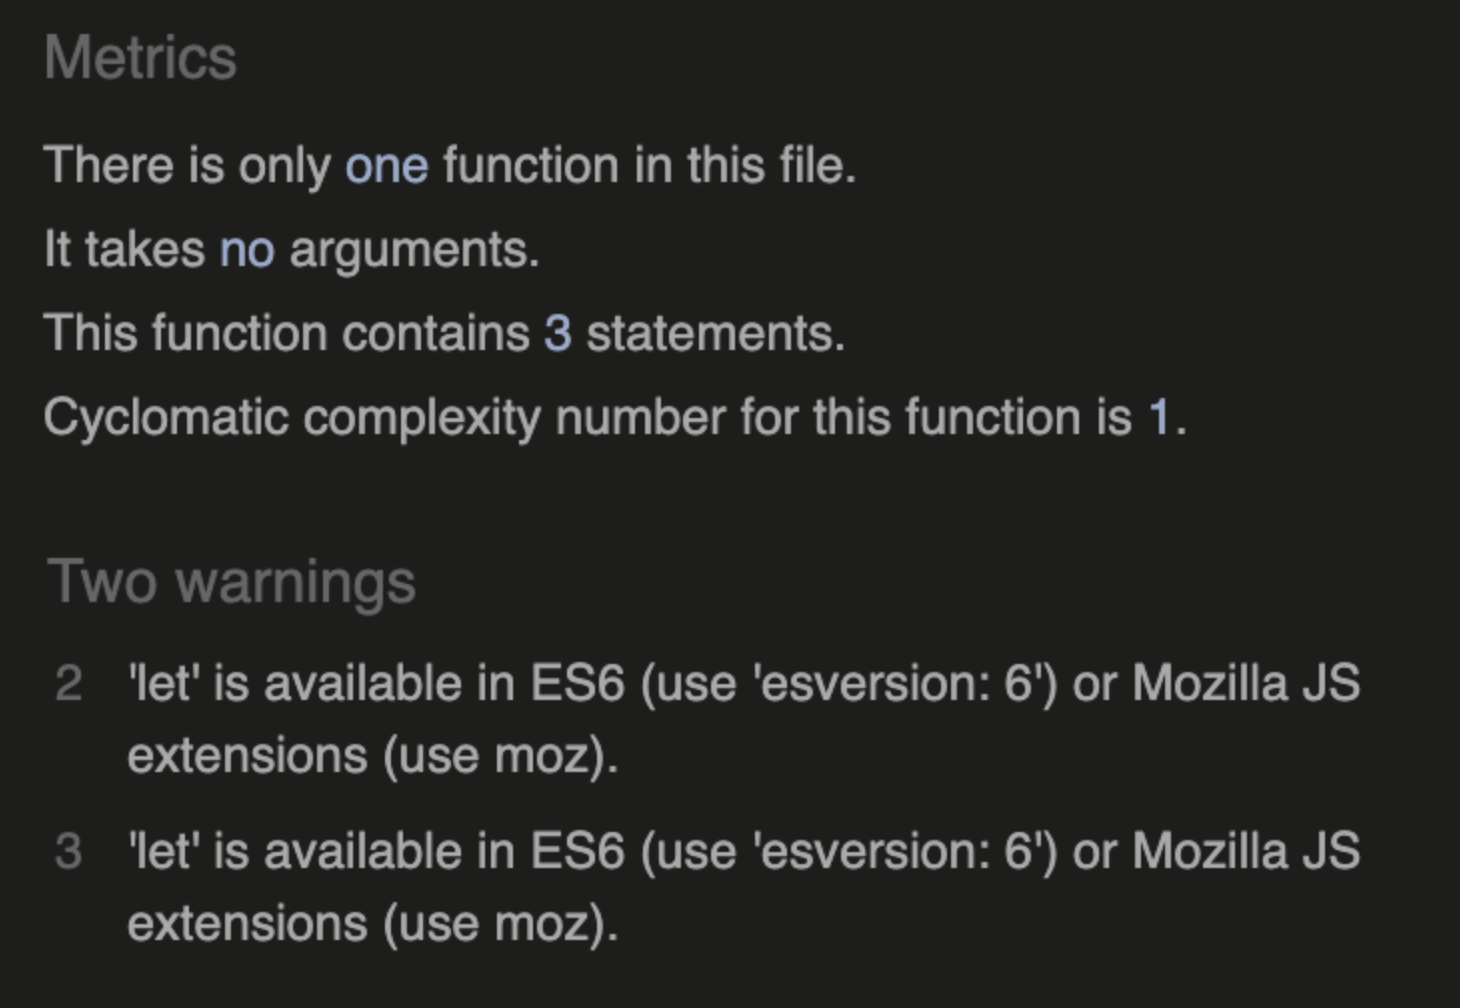 Metrics
There is only one function in this file.
It takes no arguments.
This function contains 3 statements.
Cyclomatic complexity number for this function is 1.
Two warnings
2 'let' is available in ES6 (use 'esversion: 6') or Mozilla JS
extensions (use moz).
3 'let' is available in ES6 (use 'esversion: 6') or Mozilla JS
extensions (use moz).